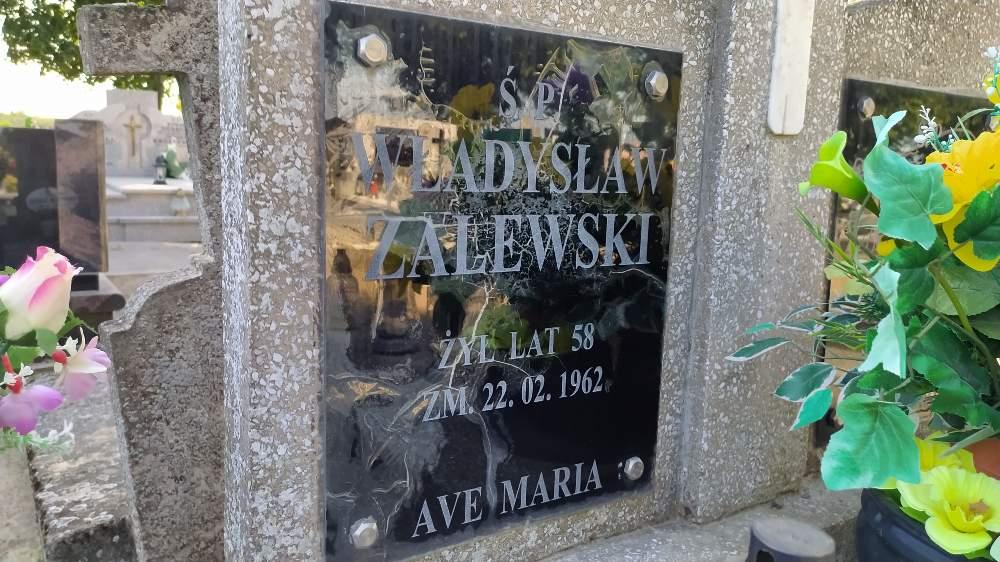 Ś P
WŁADYSŁAW
ZALEWSKI
ŻYŁ LAT 58
ZM. 22. 02. 1962
AVE MARIA